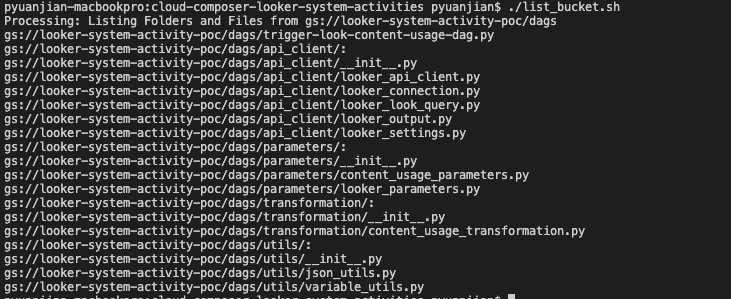 pyuanjian-macbookpro:cloud-composer-looker-system-activities pyuanjian$ ./list_bucket.sh
Processing: Listing Folders and Files from gs://looker-system-activity-poc/dags
gs://looker-system-activity-poc/dags/trigger-look-content-usage-dag.py
gs://looker-system-activity-poc/dags/api_client/:
gs://looker-system-activity-poc/dags/api_client/__init__.py
gs://looker-system-activity-poc/dags/api_client/looker_api_client.py
gs://looker-system-activity-poc/dags/api_client/looker_connection.py
gs://looker-system-activity-poc/dags/api_client/looker_look_query.py
gs://looker-system-activity-poc/dags/api_client/looker_output.py
gs://looker-system-activity-poc/dags/api_client/looker_settings.py
gs://looker-system-activity-poc/dags/parameters/:
gs://looker-system-activity-poc/dags/parameters/__init__.py
gs://looker-system-activity-poc/dags/parameters/content_usage_parameters.py
gs://looker-system-activity-poc/dags/parameters/looker_parameters.py
gs://looker-system-activity-poc/dags/transformation/:
gs://looker-system-activity-poc/dags/transformation/__init__.py
gs://looker-system-activity-poc/dags/transformation/content_usage_transformation.py
gs://looker-system-activity-poc/dags/utils/:
gs://looker-system-activity-poc/dags/utils/__init__.py
gs://looker-system-activity-poc/dags/utils/json_utils.py
gs://looker-system-activity-poc/dags/utils/variable_utils.py
pyuanjian-macbookpro:cloud-composer-looker-system-activities pyuanjian$